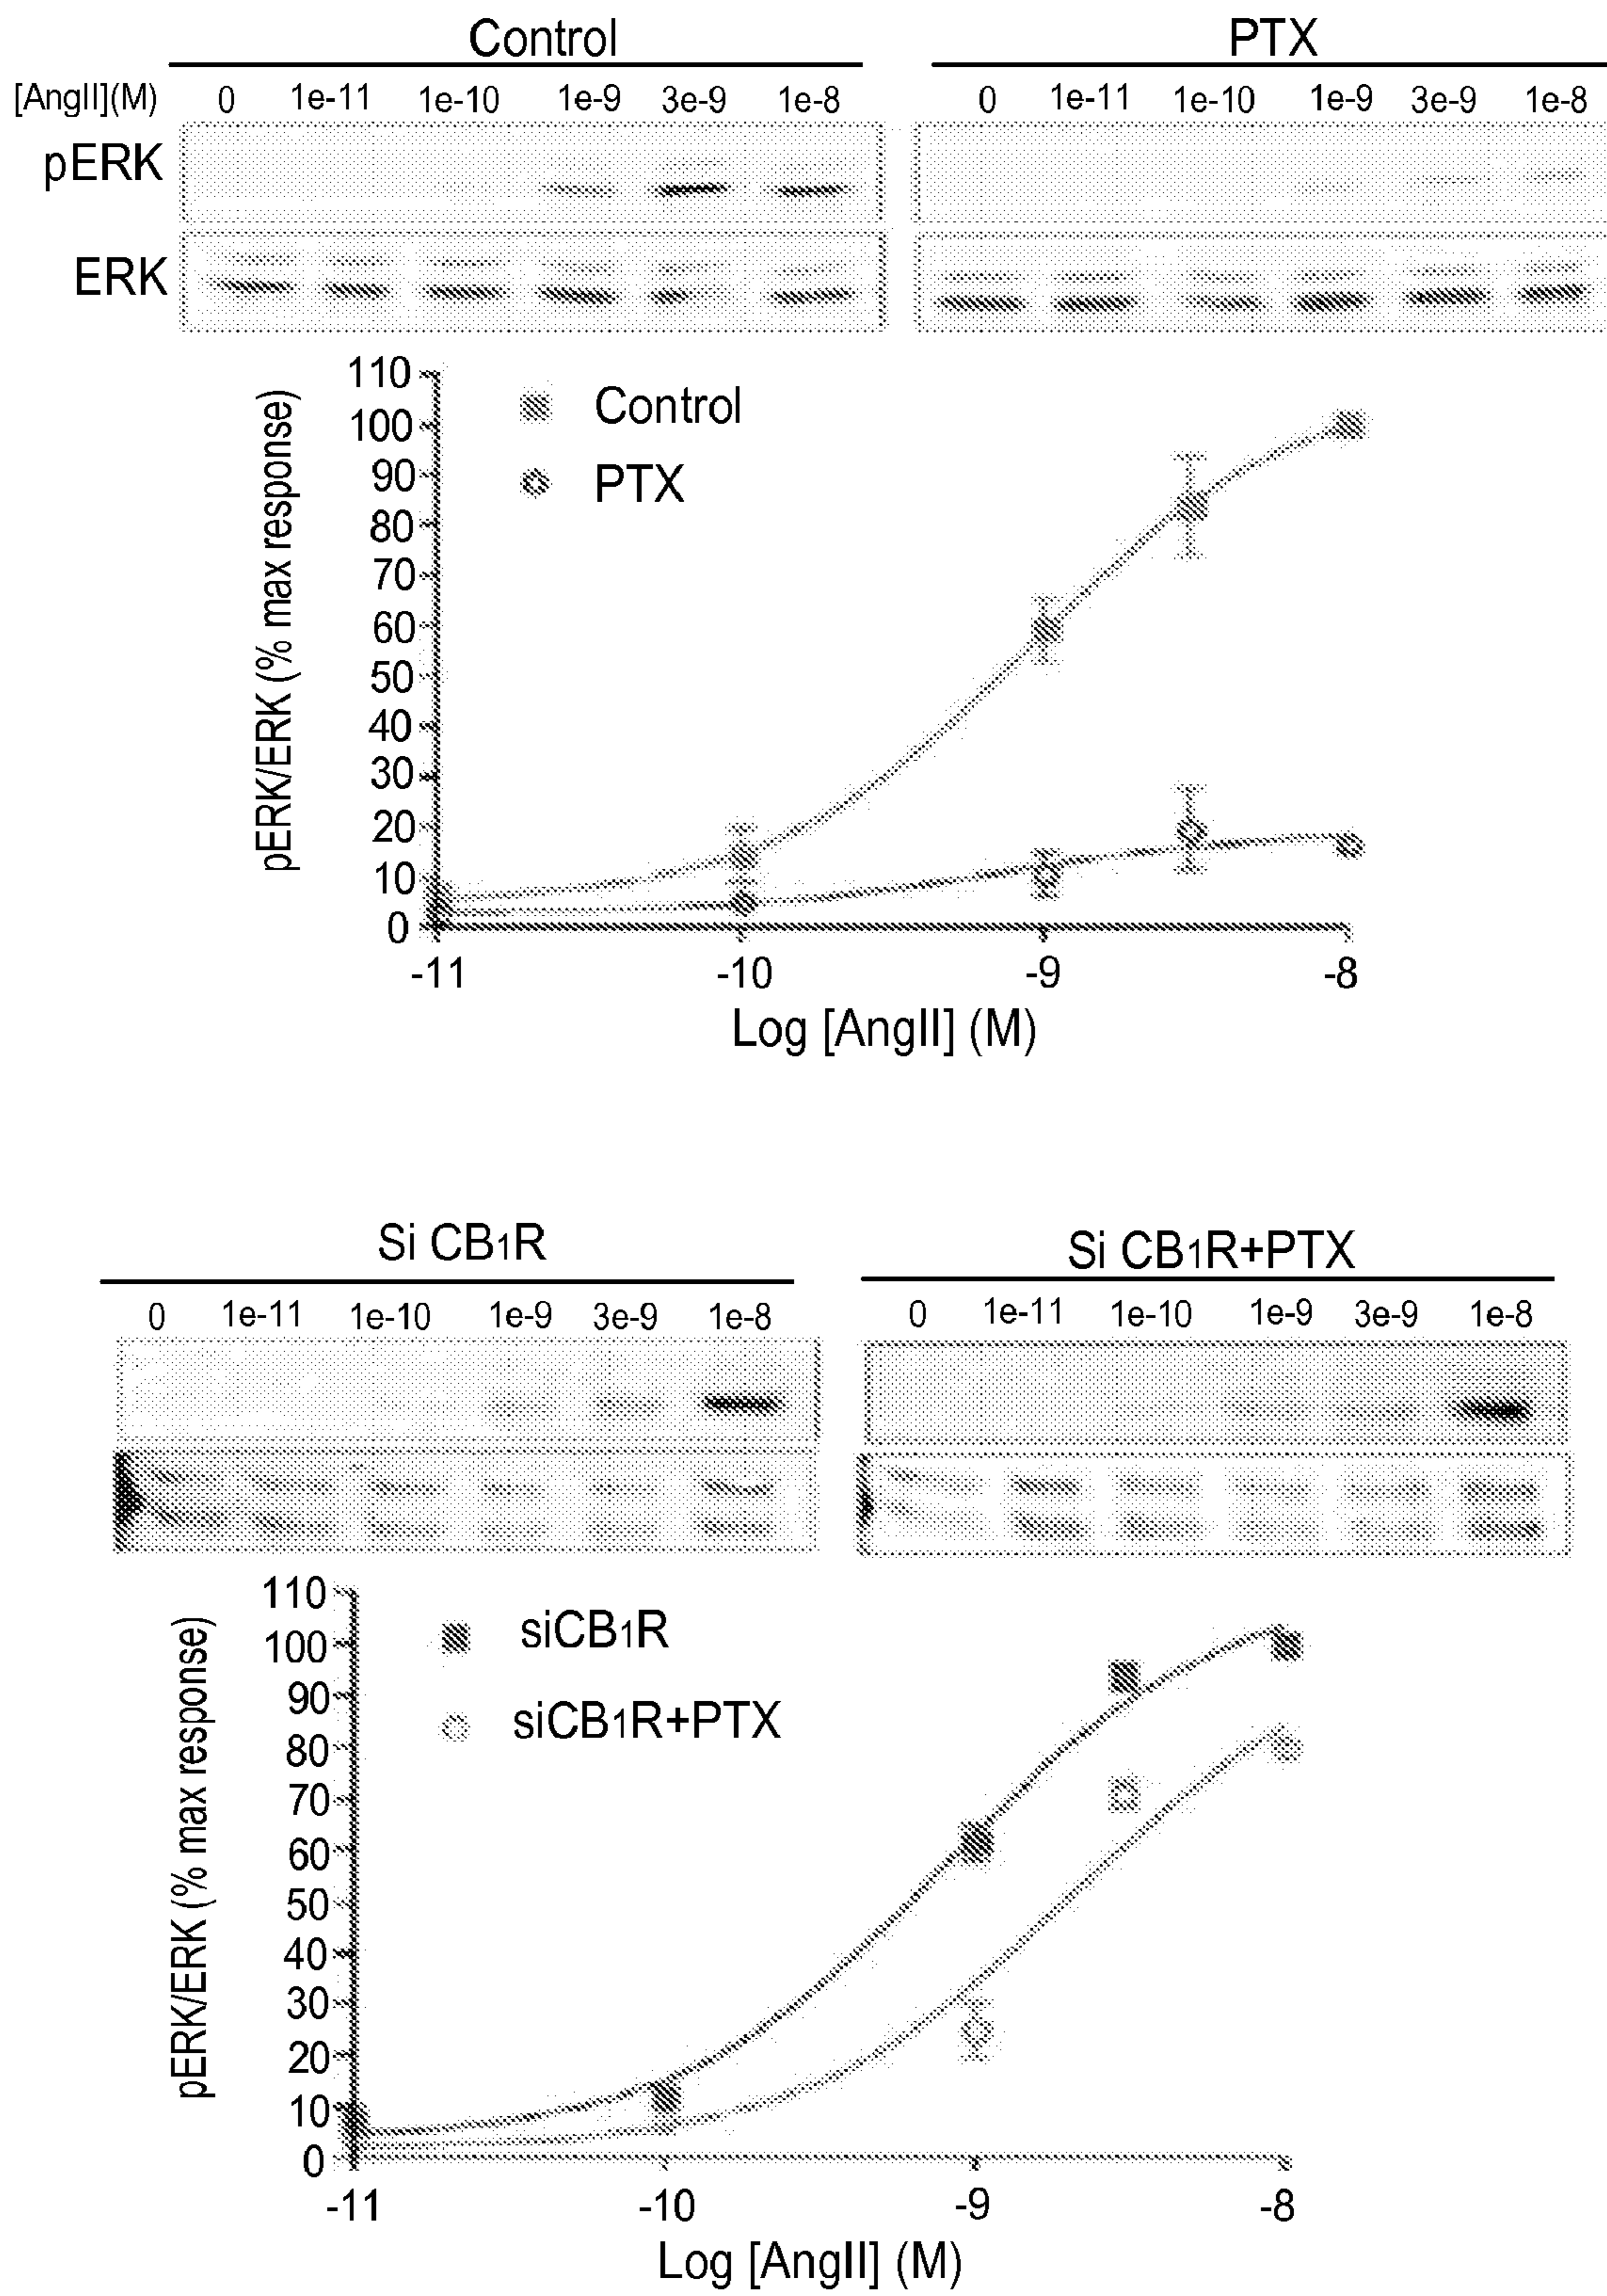 Control PTX
[AngII](M) 0 1e-11 1e-10 1e-9 3e-9 1e-8 0 1e-11 1e-10 1e-9 3e-9 1e-8
pERK
ERK
pERK/ERK (% max response)
110
100
90
80
70
60
50
40
30
20
10
0
Control
PTX
-11 -10 -9 -8
Log [AngII] (M)
Si CB1R Si CB1R+PTX
0 1e-11 1e-10 1e-9 3e-9 1e-8 0 1e-11 1e-10 1e-9 3e-9 1e-8
pERK/ERK (% max response)
110
100
90
80
70
60
50
40
30
20
10
0
siCB1R
siCB1R+PTX
-11 -10 -9 -8
Log [AngII] (M)